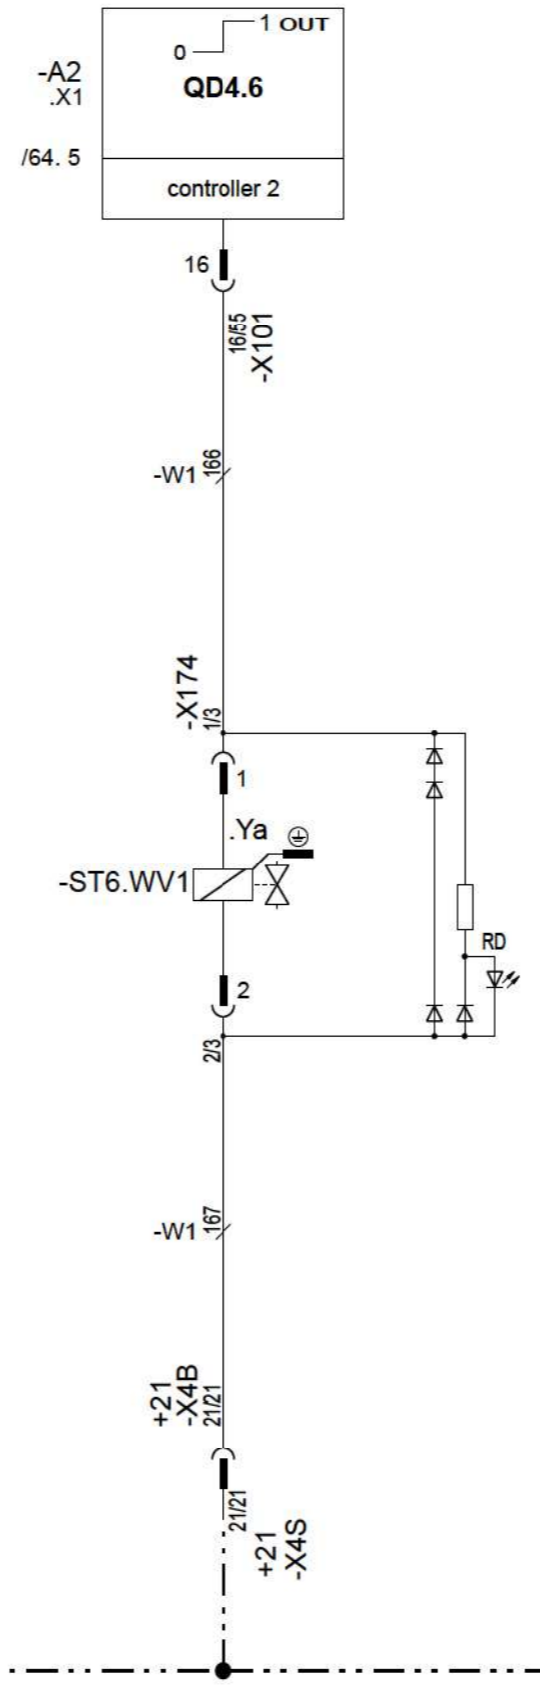 1 OUT
0
QD4.6
-A2
.X1
/64. 5
controller 2
16
16/55
-X101
-W1
166
-X174
1/3
1
.Ya
-ST6.WV1
RD
2
2/3
-W1
167
+21
-X4B
21/21
21/21
+21
-X4S